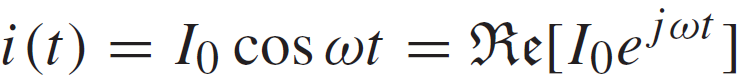 i(t) = I₀ cos ωt = ℜ𝔢[I₀e^{jωt}]